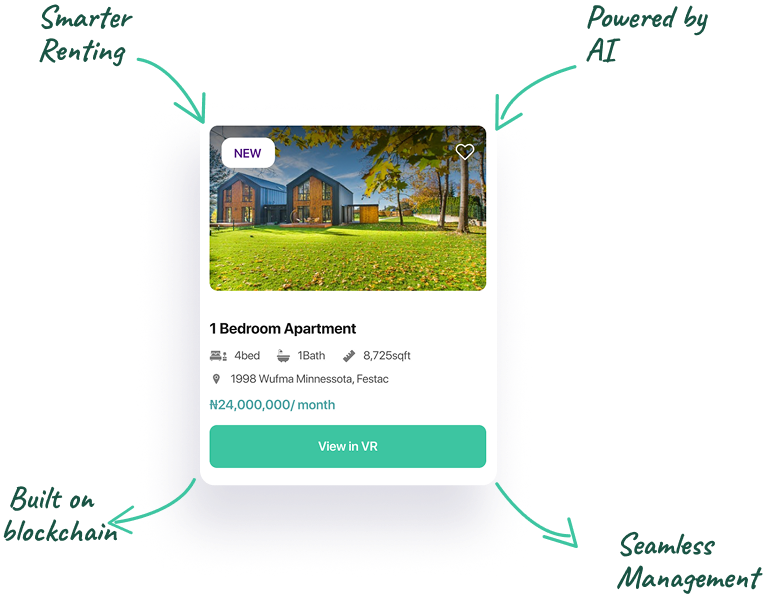 Smarter
Renting
Powered by
AI
NEW
1 Bedroom Apartment
4bed 1Bath 8,725sqft
1998 Wufma Minnessota, Festac
₦24,000,000/ month
View in VR
Built on
blockchain
Seamless
Management